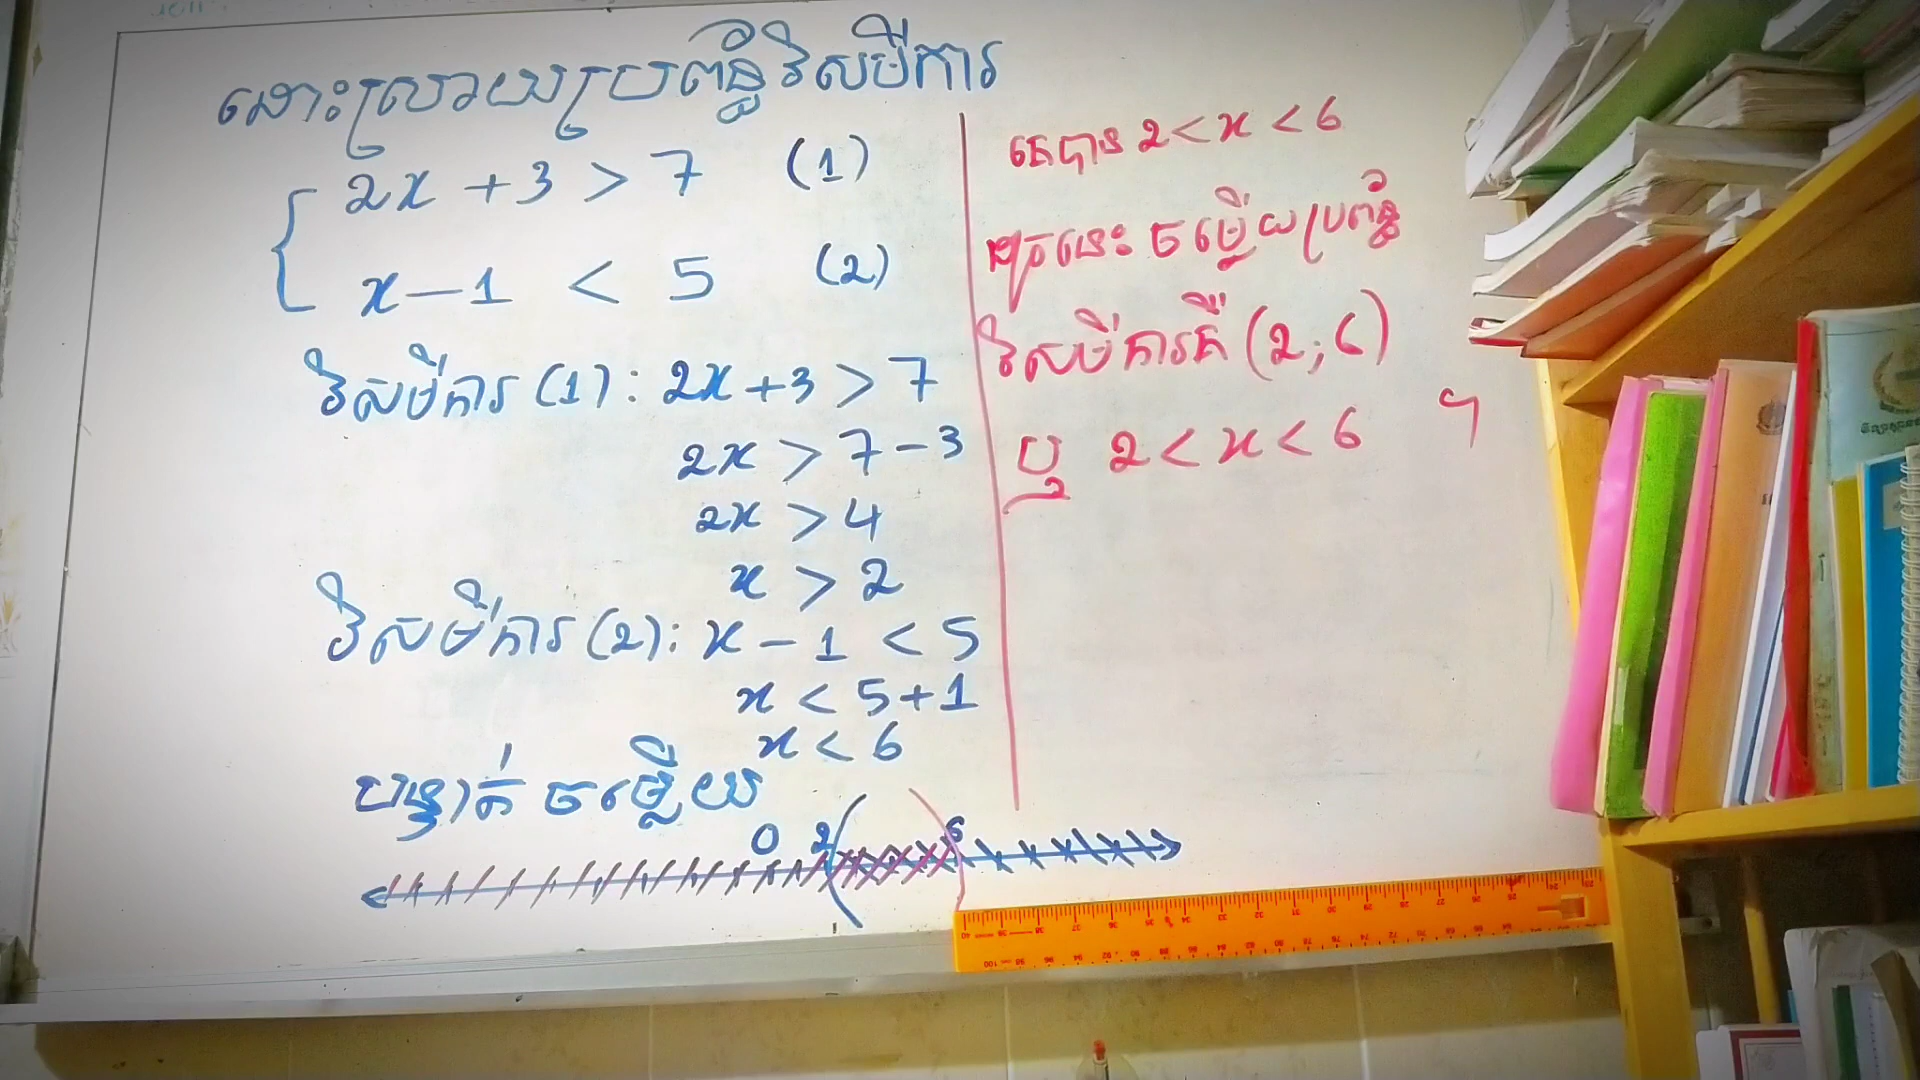 ដោះស្រាយប្រព័ន្ធវិសមីការ
2x + 3 > 7 (1)
x – 1 < 5 (2)
វិសមីការ (1) : 2x + 3 > 7
2x > 7 – 3
2x > 4
x > 2
វិសមីការ (2) : x – 1 < 5
x < 5 + 1
x < 6
បន្ទាត់ចម្លើយ
0 2 6
គេបាន 2 < x < 6
ដូចនេះ ចម្លើយប្រព័ន្ធ
វិសមីការគឺ (2 ; 6)
ឬ 2 < x < 6 ។